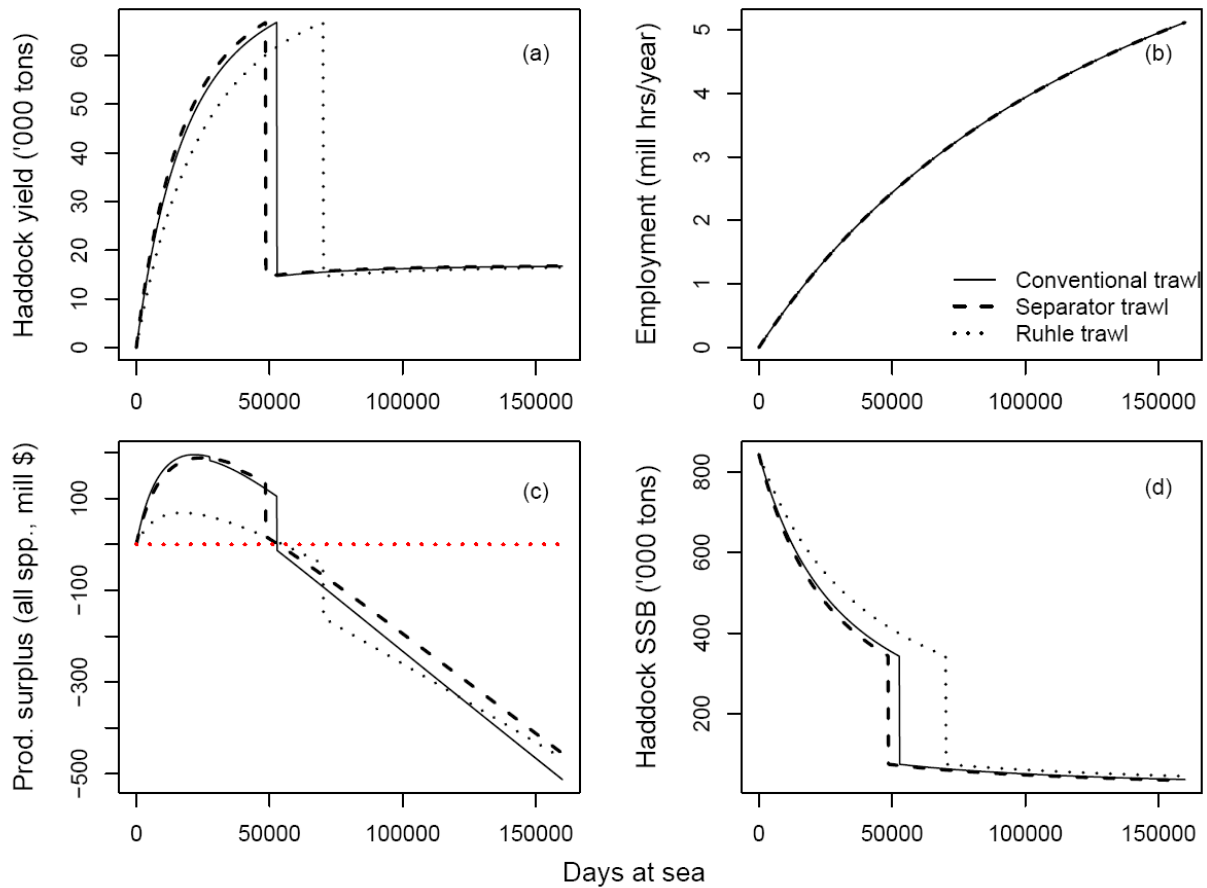 Haddock yield ('000 tons)
0 10 20 30 40 50 60
(a)
0 50000 100000 150000
Employment (mill hrs/year)
0 1 2 3 4 5
(b)
Conventional trawl
Separator trawl
Ruhle trawl
0 50000 100000 150000
Prod. surplus (all spp., mill $)
-500 -300 -100 100
(c)
0 50000 100000 150000
Haddock SSB ('000 tons)
200 400 600 800
(d)
0 50000 100000 150000
Days at sea